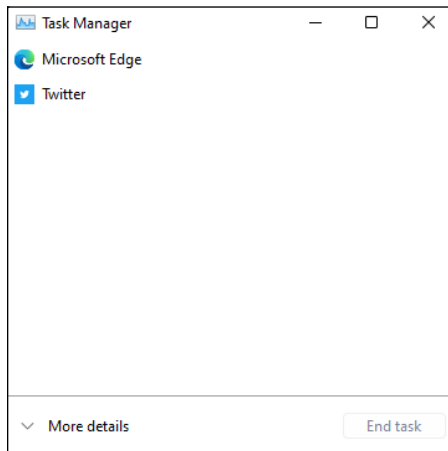 Task Manager
Microsoft Edge
Twitter
More details
End task